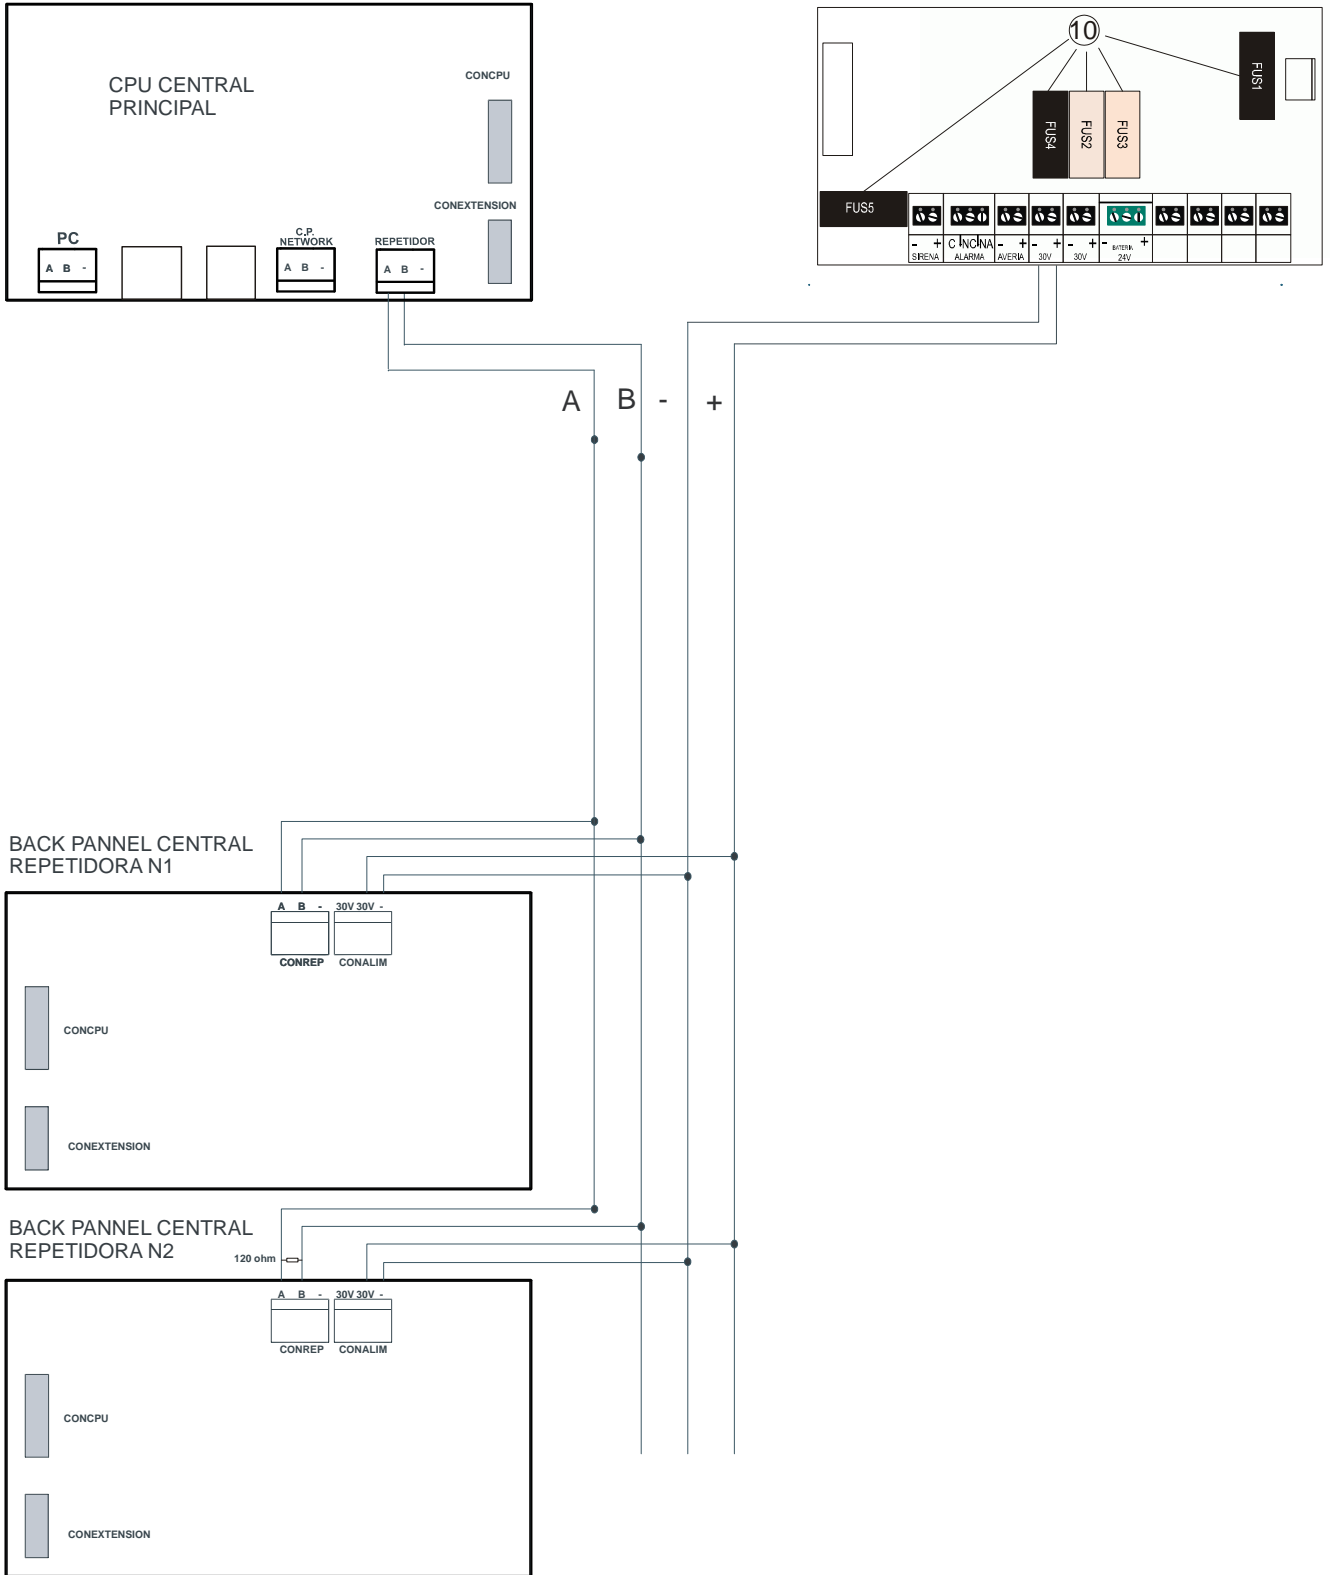 CPU CENTRAL
PRINCIPAL
CONCPU
CONEXTENSION
PC
A B -
C.P.
NETWORK
A B -
REPETIDOR
A B -
10
FUS1
FUS4
FUS2
FUS3
FUS5
- + C NC NA - + - + - + - BATERIA +
SIRENA ALARMA AVERIA 30V 30V 24V
A B - +
BACK PANNEL CENTRAL
REPETIDORA N1
A B - 30V 30V -
CONREP CONALIM
CONCPU
CONEXTENSION
BACK PANNEL CENTRAL
REPETIDORA N2
120 ohm
A B - 30V 30V -
CONREP CONALIM
CONCPU
CONEXTENSION